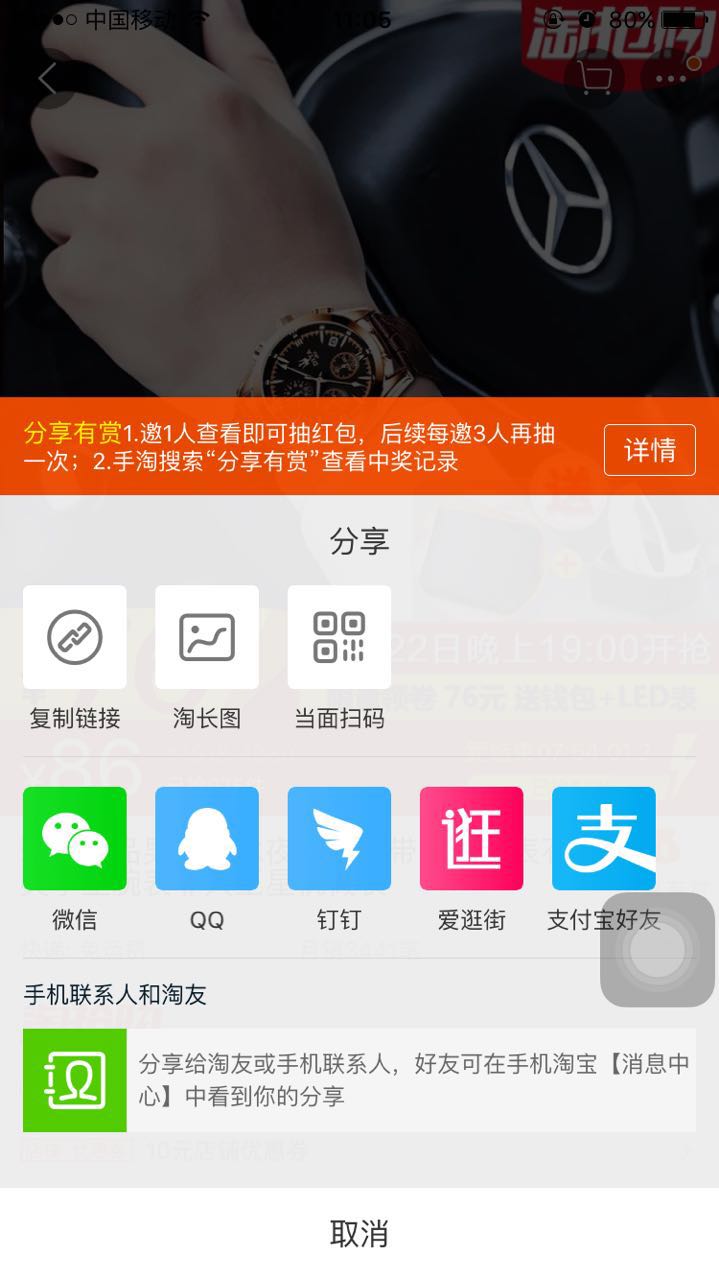 中国移动
11:05
80%
淘抢购
分享有赏1.邀1人查看即可抽红包，后续每邀3人再抽
一次；2.手淘搜索“分享有赏”查看中奖记录
详情
分享
22日晚上19:00开抢
76元 送钱包+LED表
复制链接
淘长图
当面扫码
x86
逛
支
微信
QQ
钉钉
爱逛街
支付宝好友
手机联系人和淘友
分享给淘友或手机联系人，好友可在手机淘宝【消息中
心】中看到你的分享
10元店铺优惠券
取消